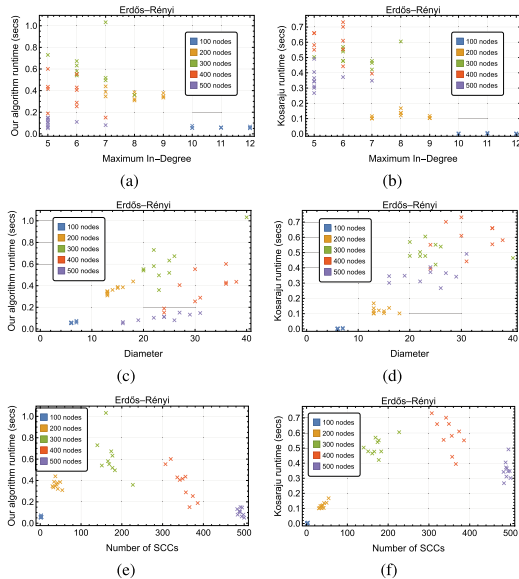 Erdős–Rényi
Our algorithm runtime (secs)
1.0
0.8
0.6
0.4
0.2
0.0
100 nodes
200 nodes
300 nodes
400 nodes
500 nodes
5 6 7 8 9 10 11 12
Maximum In–Degree
(a)
Erdős–Rényi
Kosaraju runtime (secs)
0.7
0.6
0.5
0.4
0.3
0.2
0.1
0.0
100 nodes
200 nodes
300 nodes
400 nodes
500 nodes
5 6 7 8 9 10 11 12
Maximum In–Degree
(b)
Erdős–Rényi
Our algorithm runtime (secs)
1.0
0.8
0.6
0.4
0.2
0.0
100 nodes
200 nodes
300 nodes
400 nodes
500 nodes
0 10 20 30 40
Diameter
(c)
Erdős–Rényi
Kosaraju runtime (secs)
0.7
0.6
0.5
0.4
0.3
0.2
0.1
0.0
100 nodes
200 nodes
300 nodes
400 nodes
500 nodes
0 10 20 30 40
Diameter
(d)
Erdős–Rényi
Our algorithm runtime (secs)
1.0
0.8
0.6
0.4
0.2
0.0
100 nodes
200 nodes
300 nodes
400 nodes
500 nodes
0 100 200 300 400 500
Number of SCCs
(e)
Erdős–Rényi
Kosaraju runtime (secs)
0.7
0.6
0.5
0.4
0.3
0.2
0.1
0.0
100 nodes
200 nodes
300 nodes
400 nodes
500 nodes
0 100 200 300 400 500
Number of SCCs
(f)